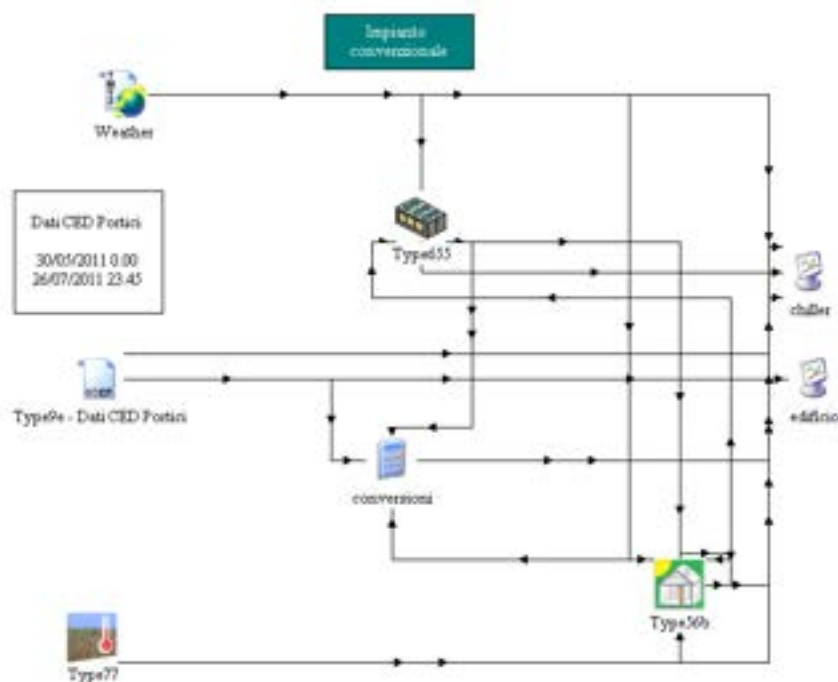 Impianto
convenzionale
Weather
Dati CED Portici
30/05/2011 0.00
26/07/2011 23.45
Type655
chiller
Type9e - Dati CED Portici
edificio
conversioni
Type56b
Type77